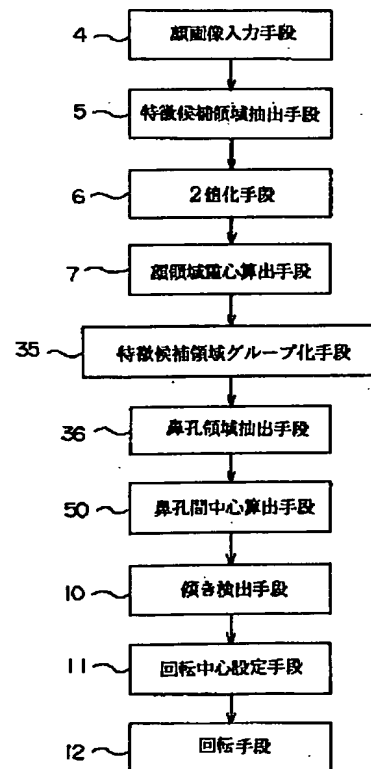 4 顔画像入力手段
5 特徴候補領域抽出手段
6 2値化手段
7 顔領域重心算出手段
35 特徴候補領域グループ化手段
36 鼻孔領域抽出手段
50 鼻孔間中心算出手段
10 傾き検出手段
11 回転中心設定手段
12 回転手段